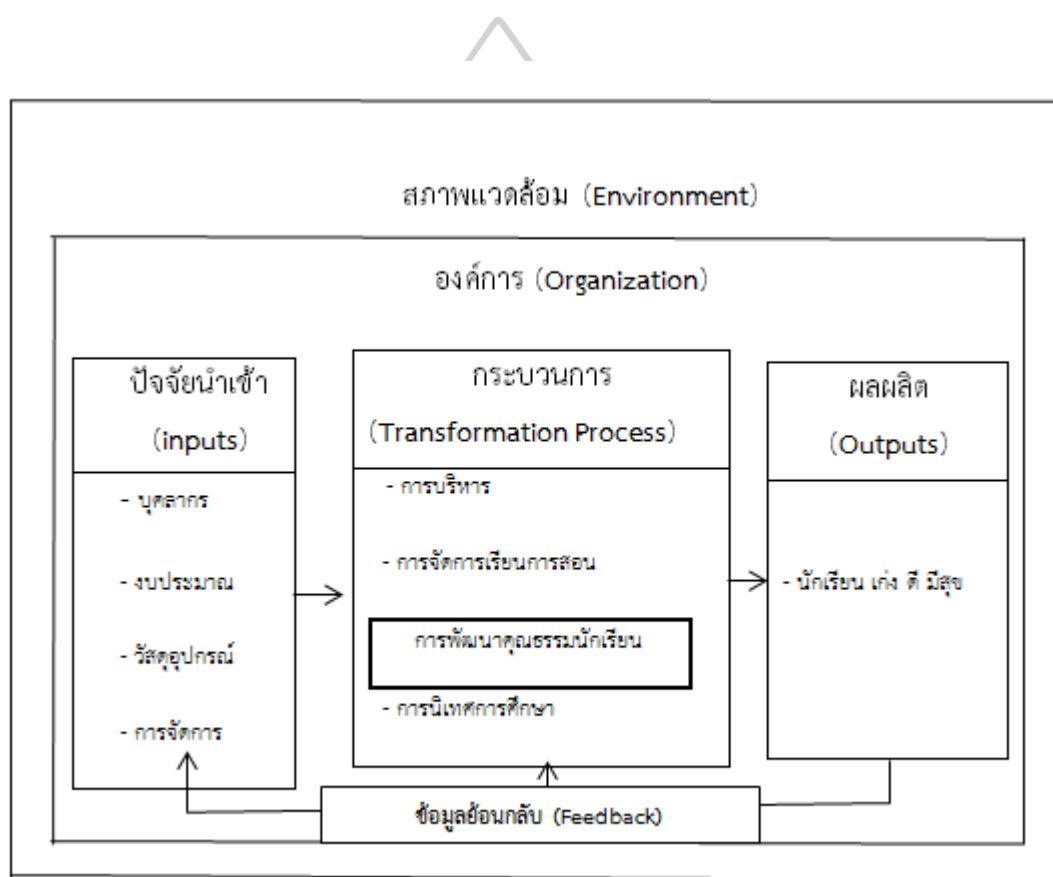 สภาพแวดล้อม (Environment)
องค์การ (Organization)
ปัจจัยนำเข้า
(inputs)
- บุคลากร
- งบประมาณ
- วัสดุอุปกรณ์
- การจัดการ
กระบวนการ
(Transformation Process)
- การบริหาร
- การจัดการเรียนการสอน
การพัฒนาคุณธรรมนักเรียน
- การนิเทศการศึกษา
ผลผลิต
(Outputs)
- นักเรียน เก่ง ดี มีสุข
ข้อมูลย้อนกลับ (Feedback)